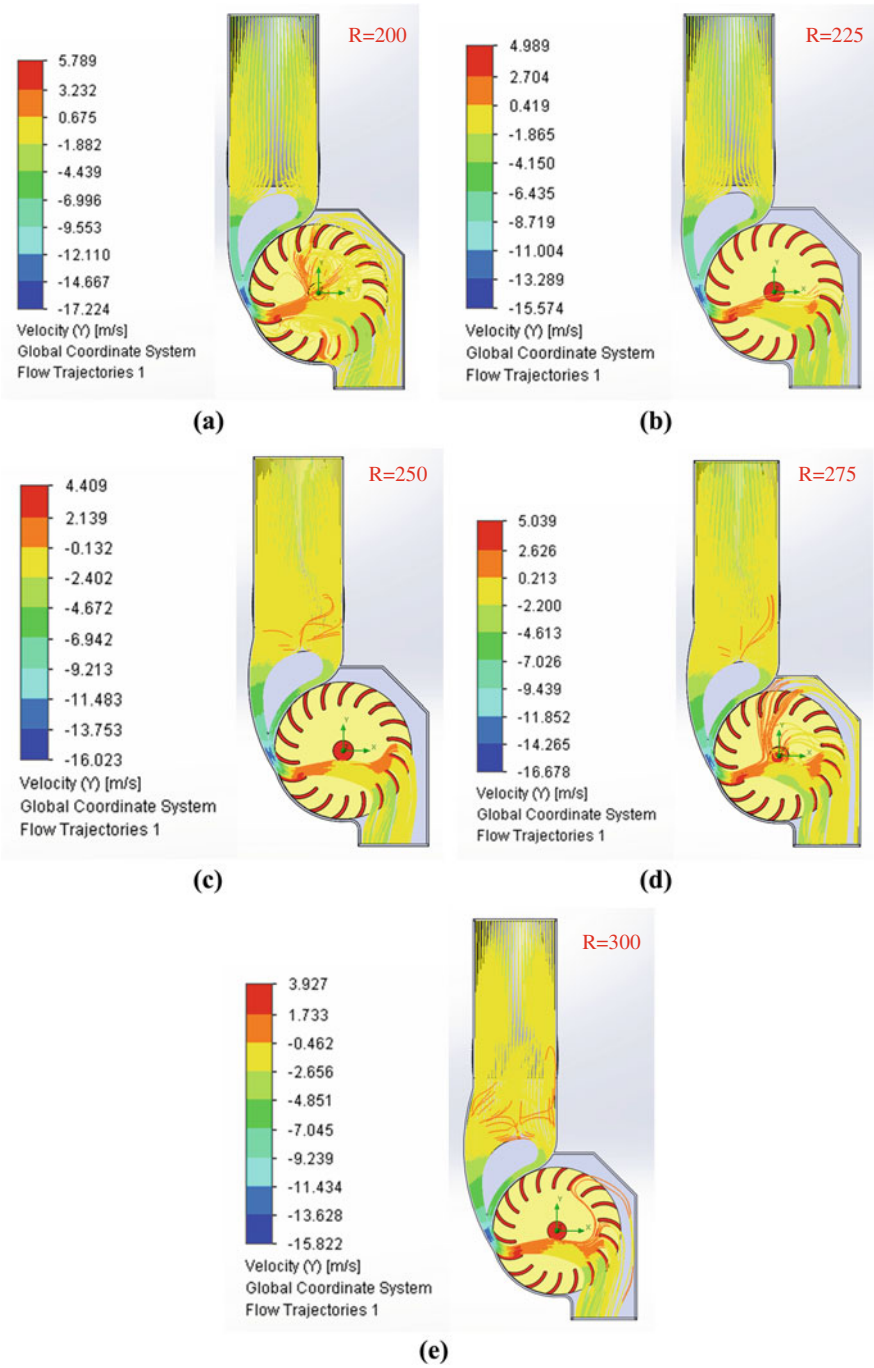 R=200
5.789
3.232
0.675
-1.882
-4.439
-6.996
-9.553
-12.110
-14.667
-17.224
Velocity (Y) [m/s]
Global Coordinate System
Flow Trajectories 1
Y
X
(a)
R=225
4.989
2.704
0.419
-1.865
-4.150
-6.435
-8.719
-11.004
-13.289
-15.574
Velocity (Y) [m/s]
Global Coordinate System
Flow Trajectories 1
Y
X
(b)
R=250
4.409
2.139
-0.132
-2.402
-4.672
-6.942
-9.213
-11.483
-13.753
-16.023
Velocity (Y) [m/s]
Global Coordinate System
Flow Trajectories 1
Y
X
(c)
R=275
5.039
2.626
0.213
-2.200
-4.613
-7.026
-9.439
-11.852
-14.265
-16.678
Velocity (Y) [m/s]
Global Coordinate System
Flow Trajectories 1
X
(d)
R=300
3.927
1.733
-0.462
-2.656
-4.851
-7.045
-9.239
-11.434
-13.628
-15.822
Velocity (Y) [m/s]
Global Coordinate System
Flow Trajectories 1
Y
X
(e)